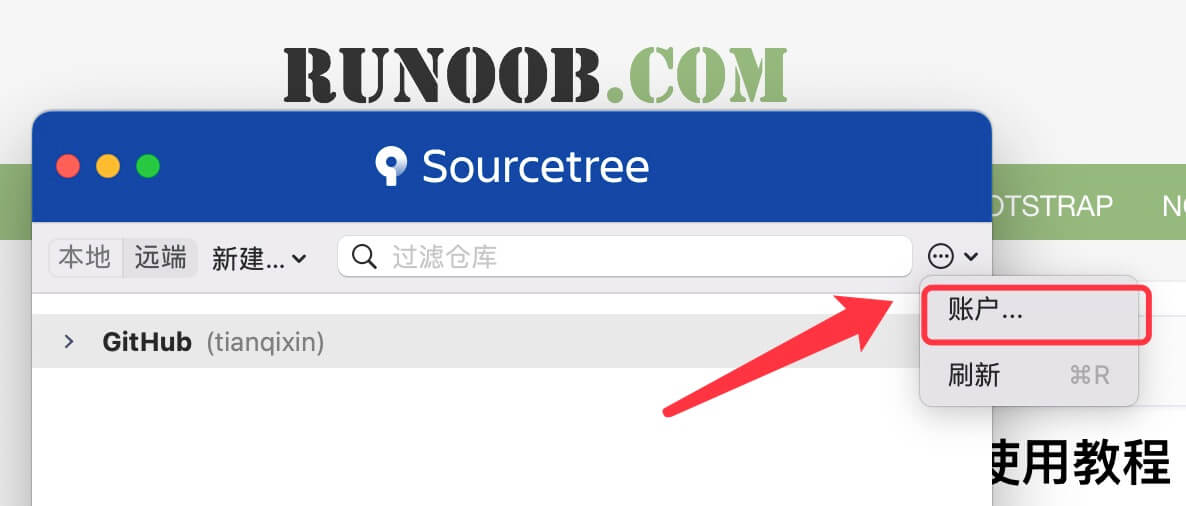 RUNOOB.COM
Sourcetree
OTSTRAP
本地 远端 新建... 过滤仓库
账户...
GitHub (tianqixin)
刷新 ⌘R
使用教程